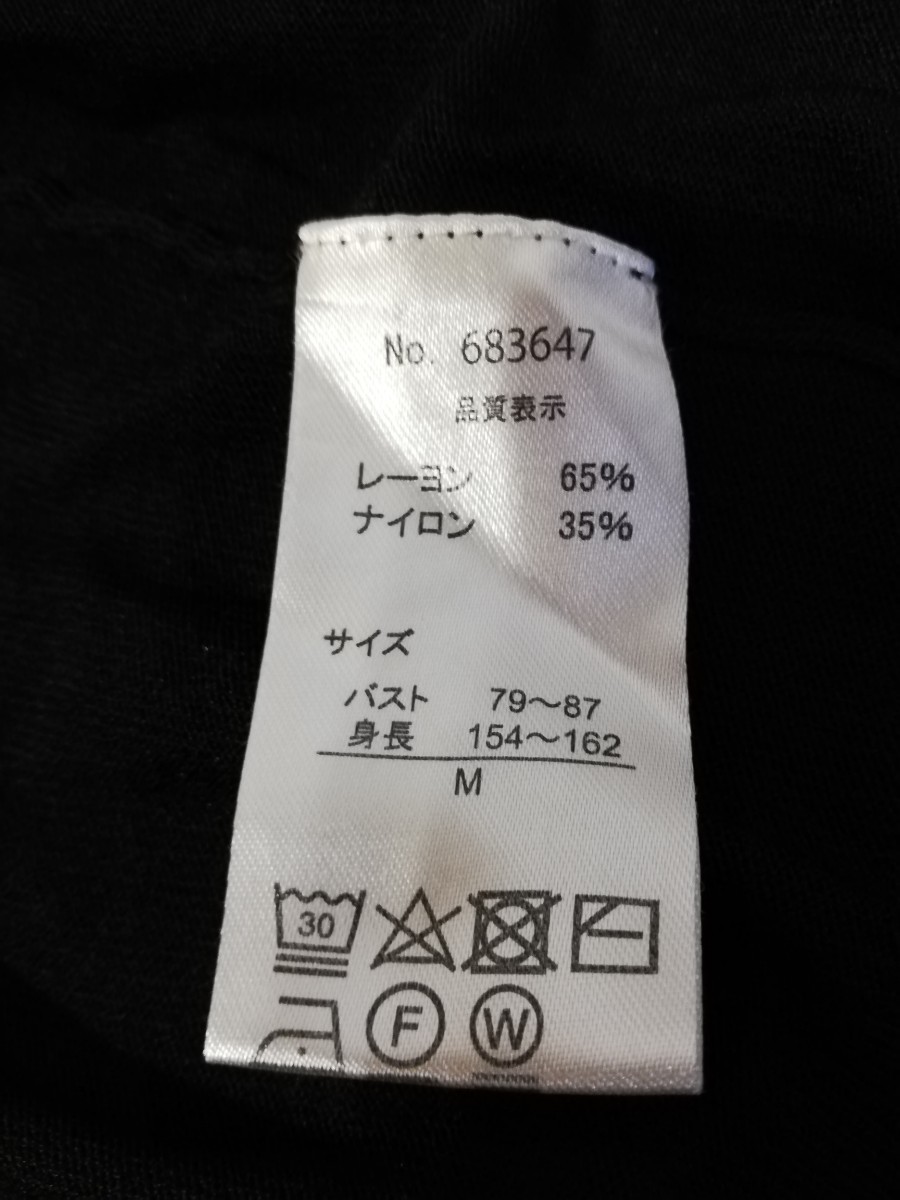 No. 683647
品質表示
レーヨン 65%
ナイロン 35%
サイズ
バスト 79～87
身長 154～162
M
30
F W